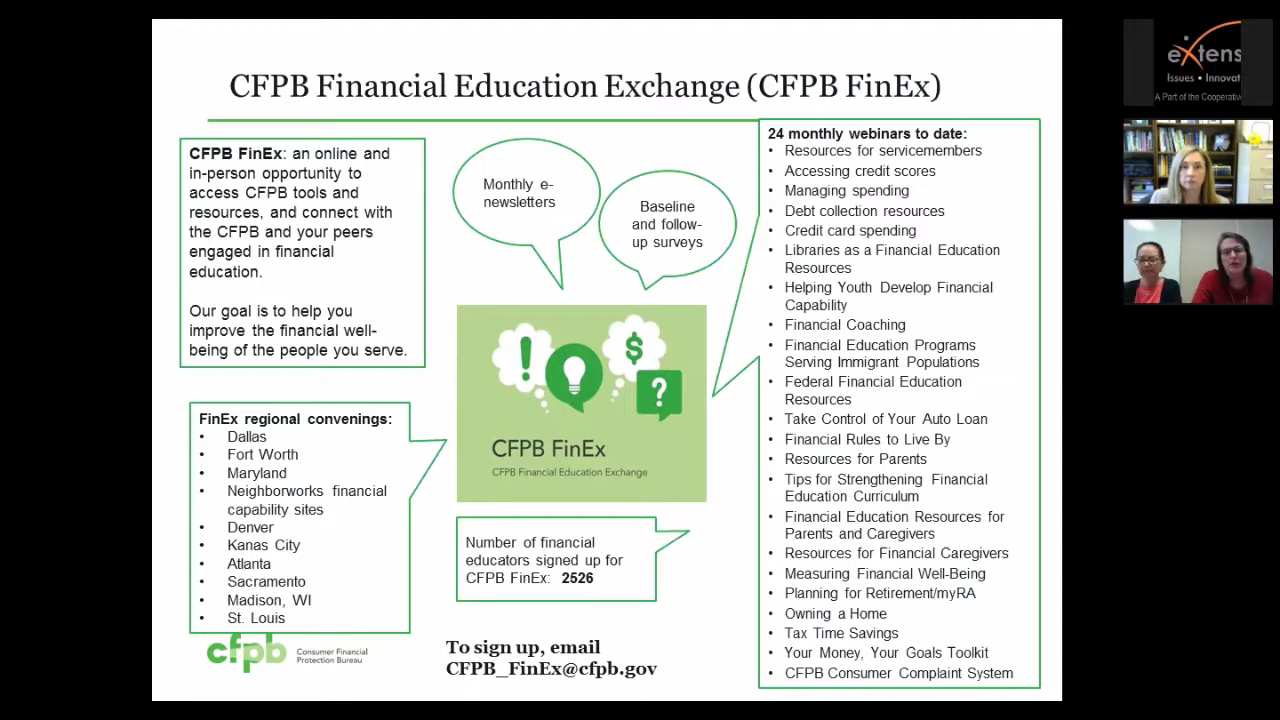 CFPB Financial Education Exchange (CFPB FinEx)
CFPB FinEx: an online and
in-person opportunity to
access CFPB tools and
resources, and connect with
the CFPB and your peers
engaged in financial
education.
Our goal is to help you
improve the financial well-
being of the people you serve.
Monthly e-
newsletters
Baseline
and follow-
up surveys
24 monthly webinars to date:
• Resources for servicemembers
• Accessing credit scores
• Managing spending
• Debt collection resources
• Credit card spending
• Libraries as a Financial Education
Resources
• Helping Youth Develop Financial
Capability
• Financial Coaching
• Financial Education Programs
Serving Immigrant Populations
• Federal Financial Education
Resources
• Take Control of Your Auto Loan
• Financial Rules to Live By
• Resources for Parents
• Tips for Strengthening Financial
Education Curriculum
• Financial Education Resources for
Parents and Caregivers
• Resources for Financial Caregivers
• Measuring Financial Well-Being
• Planning for Retirement/myRA
• Owning a Home
• Tax Time Savings
• Your Money, Your Goals Toolkit
• CFPB Consumer Complaint System
FinEx regional convenings:
• Dallas
• Fort Worth
• Maryland
• Neighborworks financial
capability sites
• Denver
• Kanas City
• Atlanta
• Sacramento
• Madison, WI
• St. Louis
! $ ?
CFPB FinEx
CFPB Financial Education Exchange
Number of financial
educators signed up for
CFPB FinEx: 2526
cfpb Consumer Financial
Protection Bureau
To sign up, email
CFPB_FinEx@cfpb.gov
eXtens
Issues • Innovat
A Part of the Cooperativ